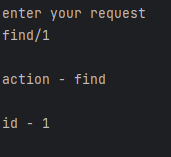 enter your request
find/1
action - find
id - 1